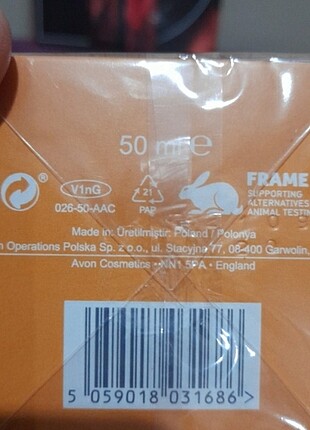 50 ml e
FRAME
SUPPORTING
ALTERNATIVES
ANIMAL TESTING
V1nG
026-50-AAC
21
PAP
Made in: Üretilmiştir: Poland / Polonya
Operations Polska Sp. z o.o., ul. Stacyjna 77, 08-400 Garwolin,
Avon Cosmetics · NN1 5PA · England
5 059018 031686 >